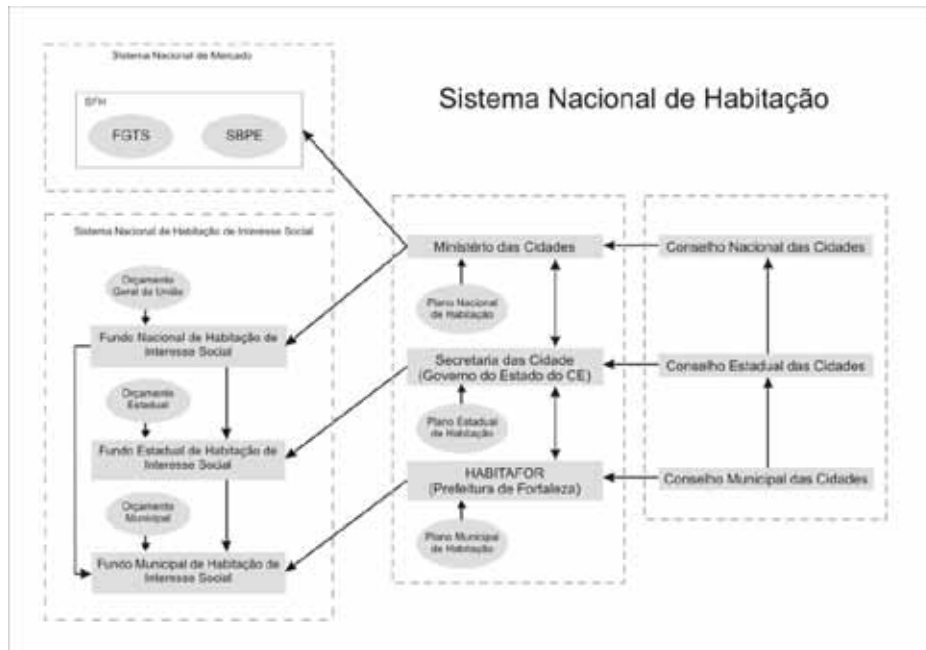 Sistema Nacional de Mercado
SFH
FGTS
SBPE
Sistema Nacional de Habitação
Sistema Nacional de Habitação de Interesse Social
Orçamento
Geral da União
Fundo Nacional de Habitação de
Interesse Social
Orçamento
Estadual
Fundo Estadual de Habitação de
Interesse Social
Orçamento
Municipal
Fundo Municipal de Habitação de
Interesse Social
Ministério das Cidades
Plano Nacional
de Habitação
Secretaria das Cidade
(Governo do Estado do CE)
Plano Estadual
de Habitação
HABITAFOR
(Prefeitura de Fortaleza)
Plano Municipal
de Habitação
Conselho Nacional das Cidades
Conselho Estadual das Cidades
Conselho Municipal das Cidades